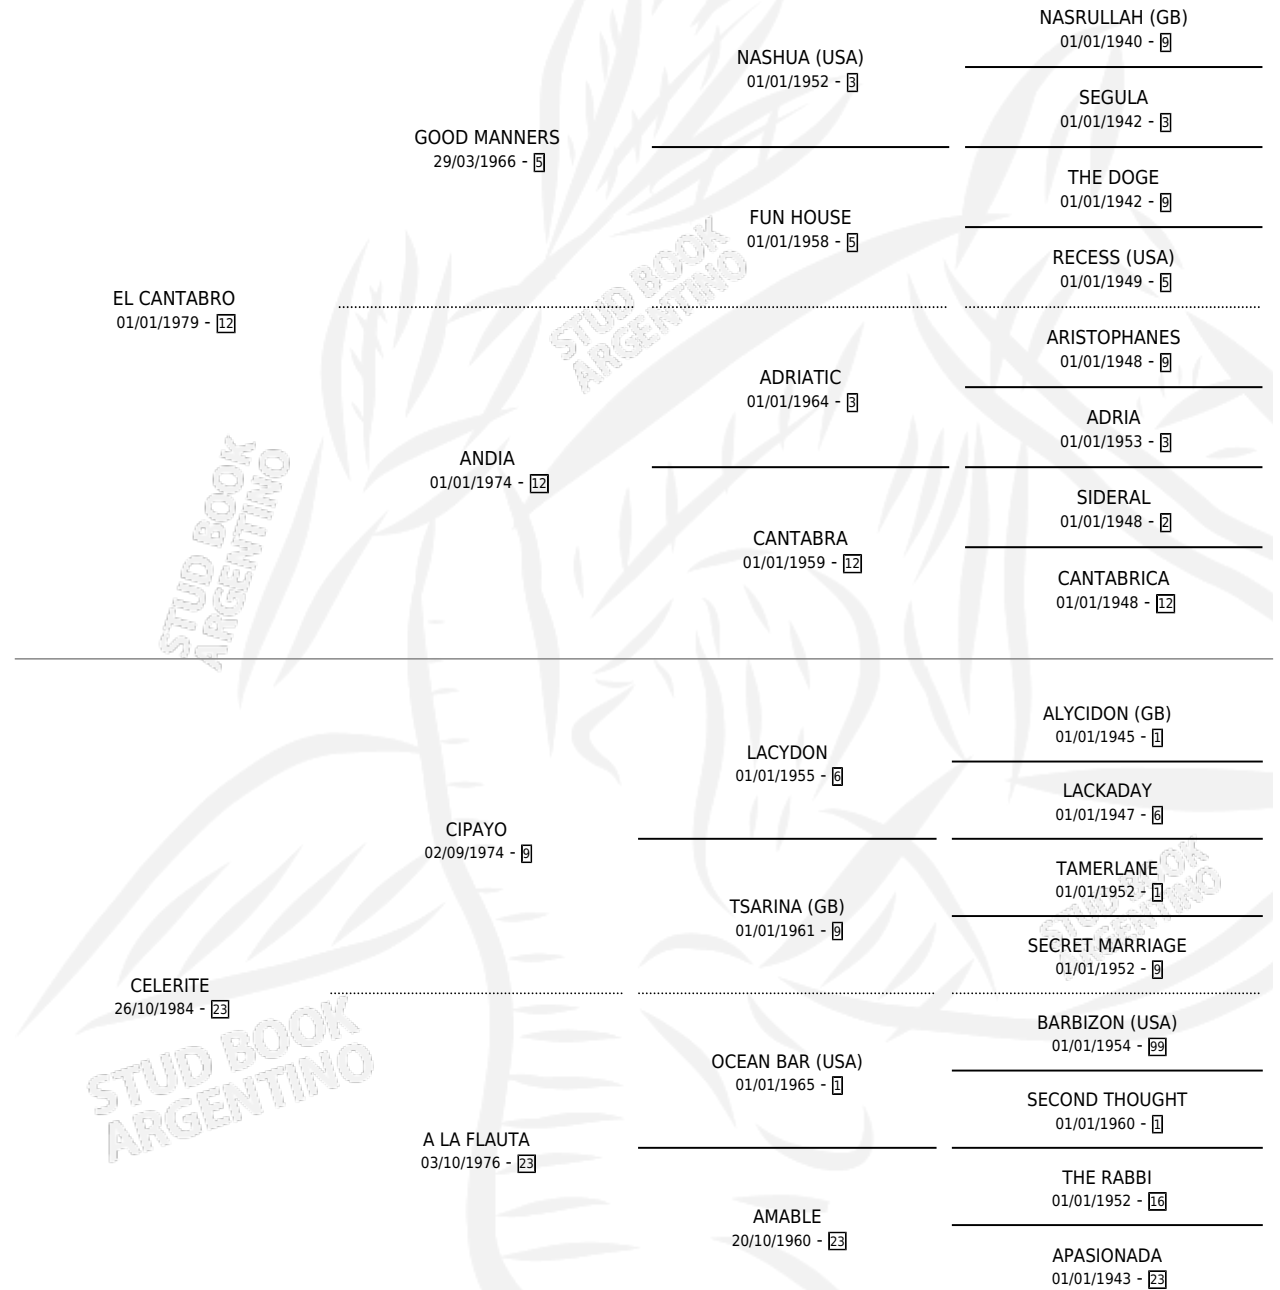 NASRULLAH (GB)
01/01/1940 - 9
NASHUA (USA)
01/01/1952 - 3
SEGULA
01/01/1942 - 3
GOOD MANNERS
29/03/1966 - 5
THE DOGE
01/01/1942 - 9
FUN HOUSE
01/01/1958 - 5
RECESS (USA)
01/01/1949 - 5
EL CANTABRO
01/01/1979 - 12
ARISTOPHANES
01/01/1948 - 9
ADRIATIC
01/01/1964 - 3
ADRIA
01/01/1953 - 3
ANDIA
01/01/1974 - 12
SIDERAL
01/01/1948 - 2
CANTABRA
01/01/1959 - 12
CANTABRICA
01/01/1948 - 12
STUD BOOK
ARGENTINO
STUD BOOK
ARGENTINO
ALYCIDON (GB)
01/01/1945 - 1
LACYDON
01/01/1955 - 6
LACKADAY
01/01/1947 - 6
CIPAYO
02/09/1974 - 9
TAMERLANE
01/01/1952 - 1
TSARINA (GB)
01/01/1961 - 9
SECRET MARRIAGE
01/01/1952 - 9
STUD BOOK
ARGENTINO
CELERITE
26/10/1984 - 23
BARBIZON (USA)
01/01/1954 - 99
OCEAN BAR (USA)
01/01/1965 - 1
SECOND THOUGHT
01/01/1960 - 1
STUD BOOK
ARGENTINO
A LA FLAUTA
03/10/1976 - 23
THE RABBI
01/01/1952 - 16
AMABLE
20/10/1960 - 23
APASIONADA
01/01/1943 - 23